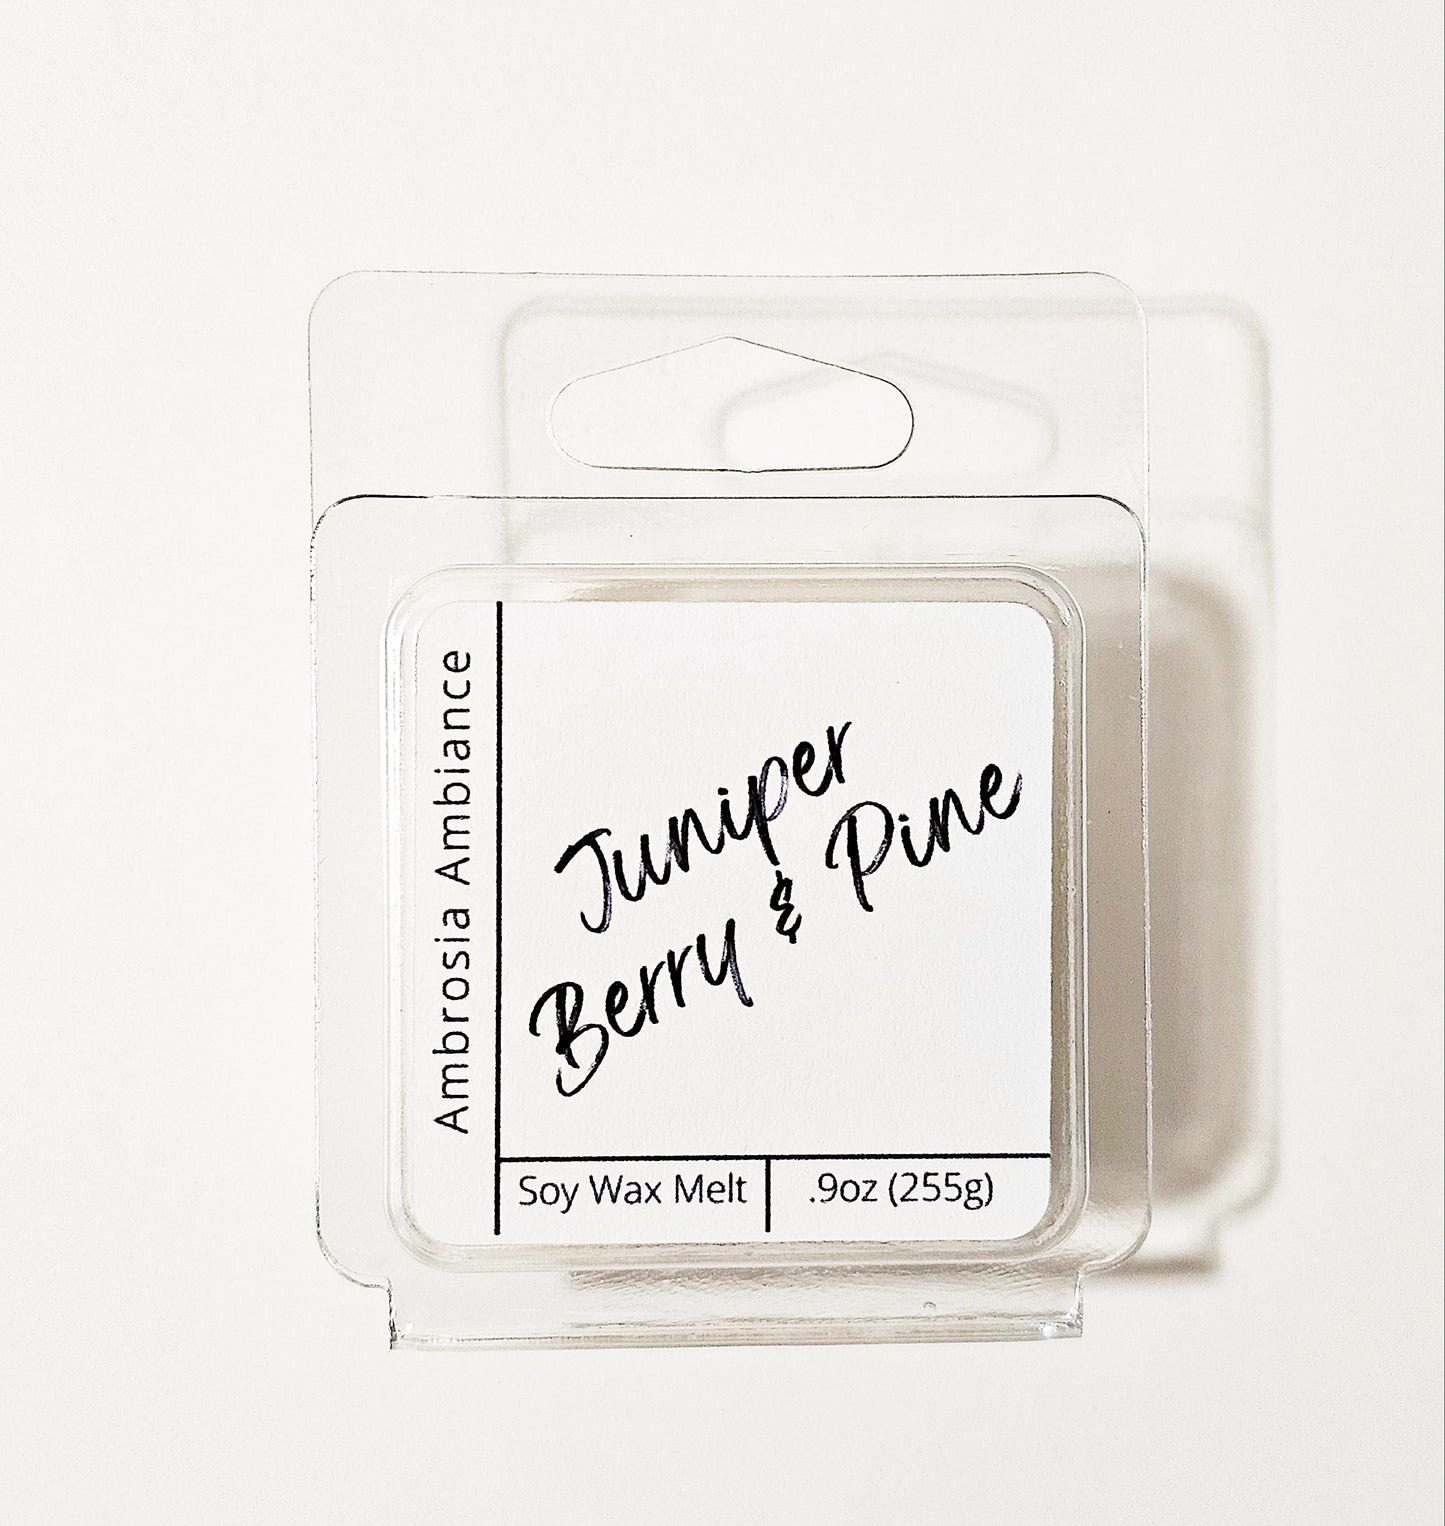 Ambrosia Ambiance
Juniper
Berry & Pine
Soy Wax Melt
.9oz (255g)